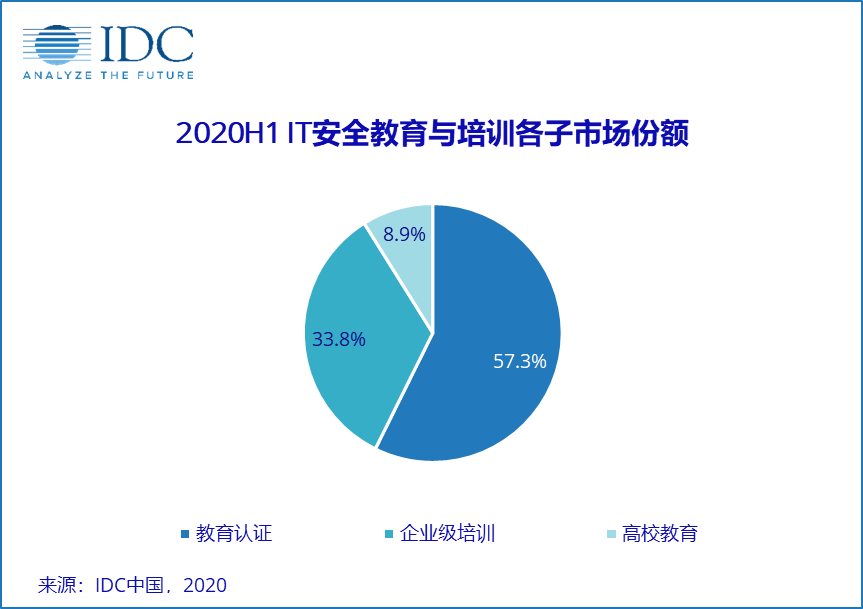 IDC
ANALYZE THE FUTURE
2020H1 IT安全教育与培训各子市场份额
8.9%
33.8%
57.3%
教育认证 企业级培训 高校教育
来源：IDC中国，2020